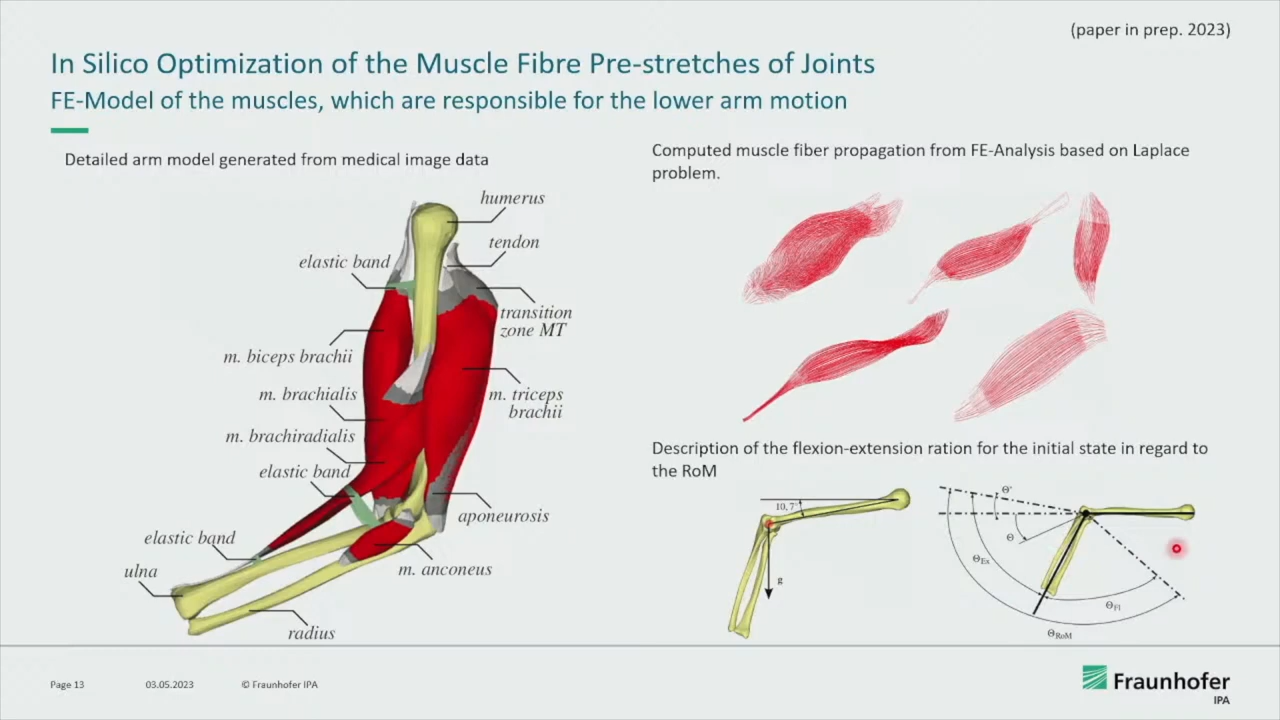 (paper in prep. 2023)
In Silico Optimization of the Muscle Fibre Pre-stretches of Joints
FE-Model of the muscles, which are responsible for the lower arm motion
Detailed arm model generated from medical image data
humerus
tendon
elastic band
transition
zone MT
m. biceps brachii
m. brachialis
m. triceps
brachii
m. brachiradialis
elastic band
aponeurosis
elastic band
m. anconeus
ulna
radius
Computed muscle fiber propagation from FE-Analysis based on Laplace
problem.
Description of the flexion-extension ration for the initial state in regard to
the RoM
10,7°
g
Θ*
Θ
ΘEx
ΘFl
ΘRoM
Page 13
03.05.2023
© Fraunhofer IPA
Fraunhofer
IPA